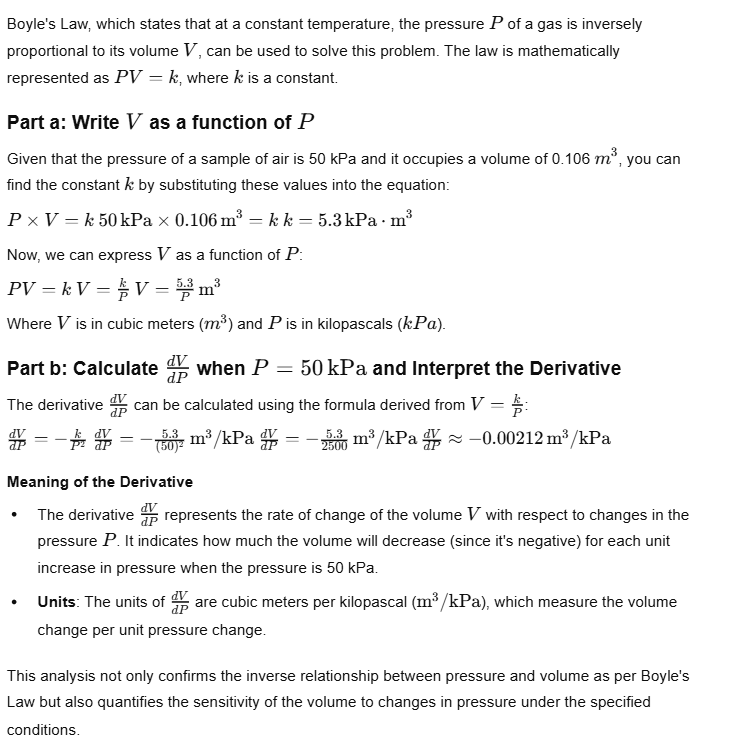 Boyle's Law, which states that at a constant temperature, the pressure P of a gas is inversely
proportional to its volume V, can be used to solve this problem. The law is mathematically
represented as PV = k, where k is a constant.
Part a: Write V as a function of P
Given that the pressure of a sample of air is 50 kPa and it occupies a volume of 0.106 m³, you can
find the constant k by substituting these values into the equation:
P × V = k 50 kPa × 0.106 m³ = k k = 5.3 kPa · m³
Now, we can express V as a function of P:
PV = k V = k/P V = 5.3/P m³
Where V is in cubic meters (m³) and P is in kilopascals (kPa).
Part b: Calculate dV/dP when P = 50 kPa and Interpret the Derivative
The derivative dV/dP can be calculated using the formula derived from V = k/P:
dV/dP = −k/P² dV/dP = −5.3/(50)² m³/kPa dV/dP = −5.3/2500 m³/kPa dV/dP ≈ −0.00212 m³/kPa
Meaning of the Derivative
• The derivative dV/dP represents the rate of change of the volume V with respect to changes in the
pressure P. It indicates how much the volume will decrease (since it's negative) for each unit
increase in pressure when the pressure is 50 kPa.
• Units: The units of dV/dP are cubic meters per kilopascal (m³/kPa), which measure the volume
change per unit pressure change.
This analysis not only confirms the inverse relationship between pressure and volume as per Boyle's
Law but also quantifies the sensitivity of the volume to changes in pressure under the specified
conditions.